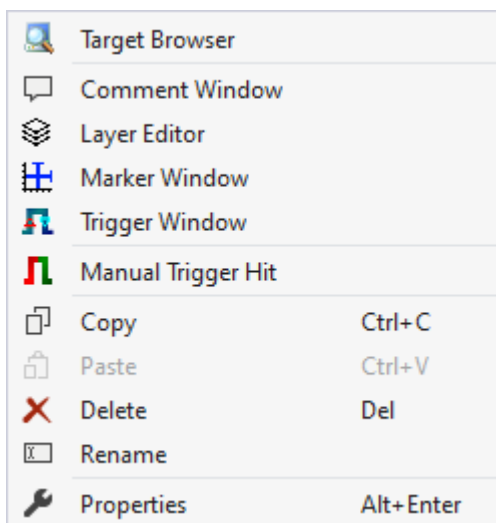 Target Browser
Comment Window
Layer Editor
Marker Window
Trigger Window
Manual Trigger Hit
Copy Ctrl+C
Paste Ctrl+V
Delete Del
Rename
Properties Alt+Enter